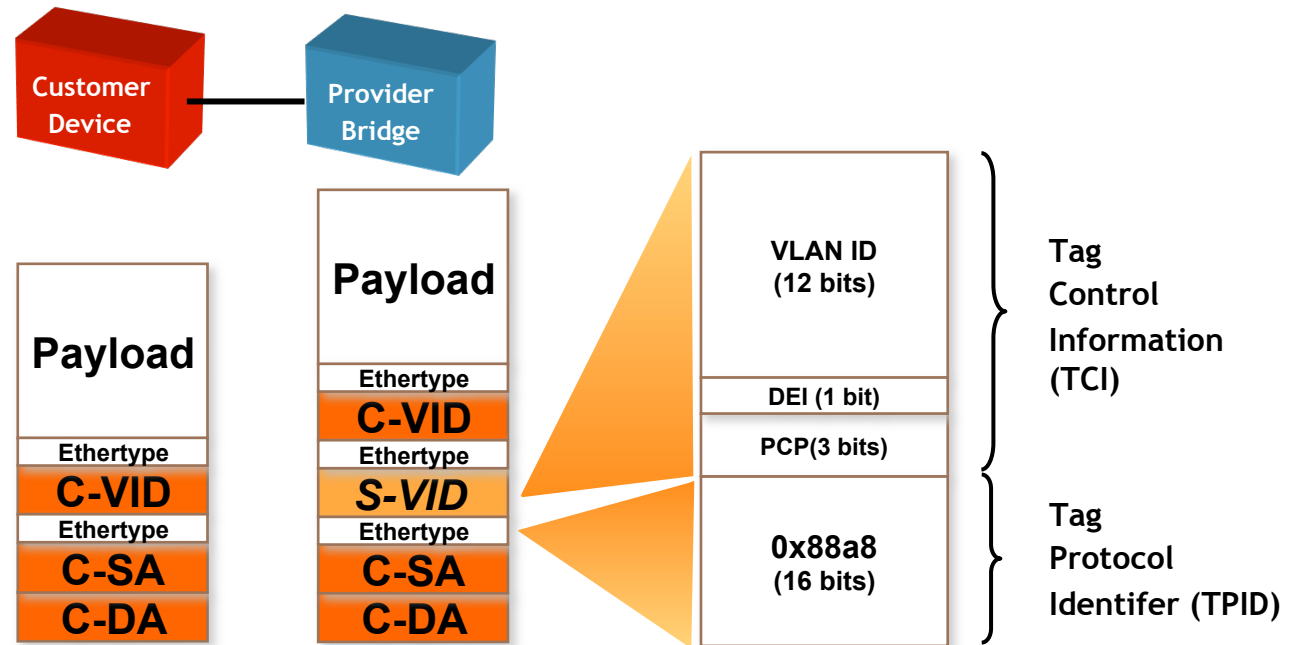 Customer
Device
Provider
Bridge
Payload
Ethertype
C-VID
Ethertype
C-SA
C-DA
Payload
Ethertype
C-VID
Ethertype
S-VID
Ethertype
C-SA
C-DA
VLAN ID
(12 bits)
DEI (1 bit)
PCP(3 bits)
0x88a8
(16 bits)
Tag
Control
Information
(TCI)
Tag
Protocol
Identifer (TPID)